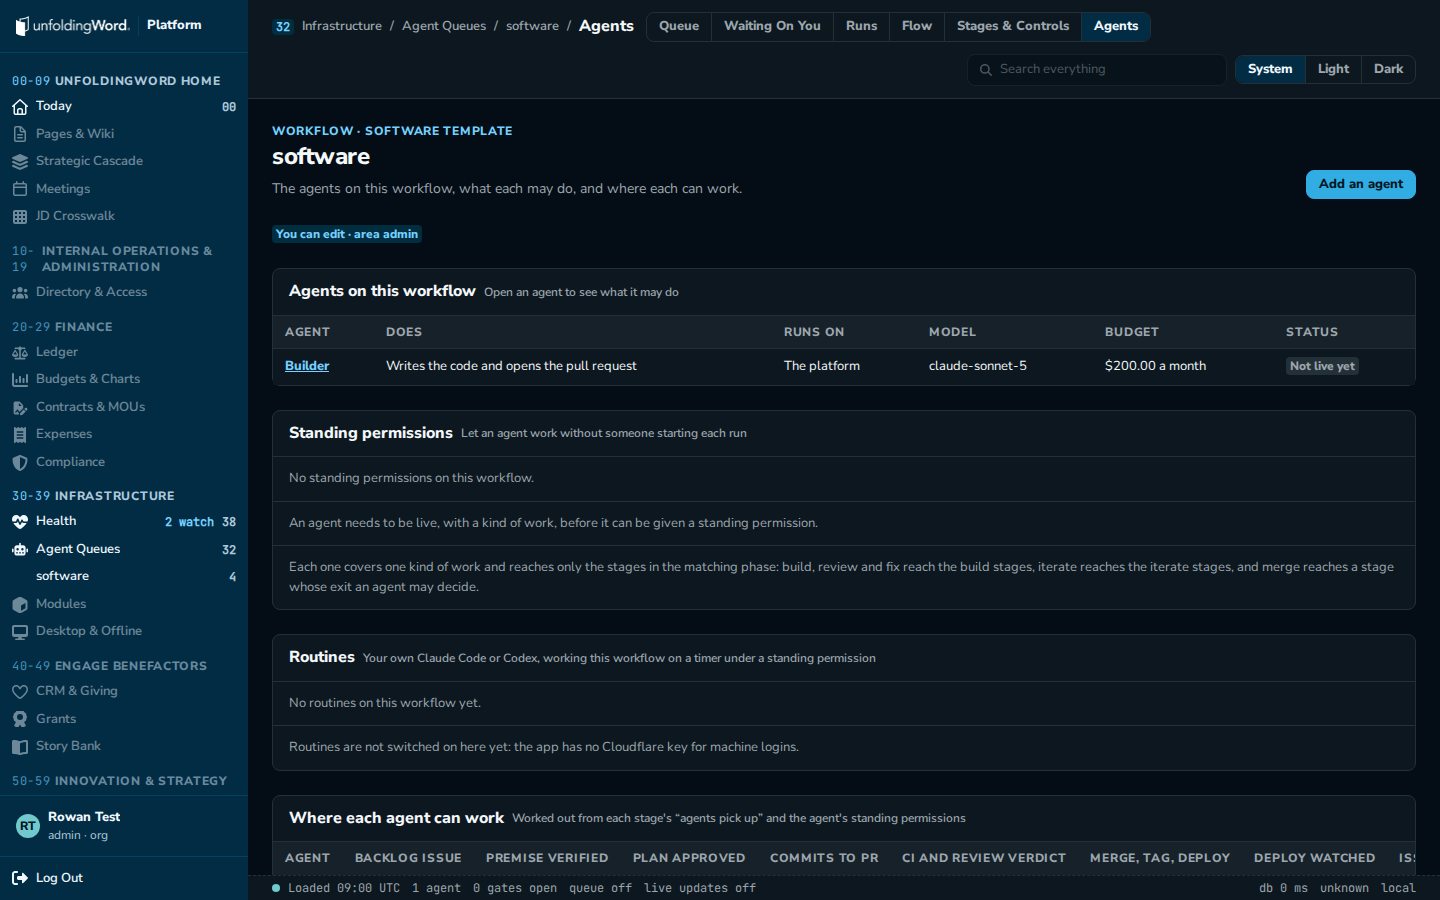 unfoldingWord. Platform
00-09 UNFOLDINGWORD HOME
Today 00
Pages & Wiki
Strategic Cascade
Meetings
JD Crosswalk
10-19 INTERNAL OPERATIONS & ADMINISTRATION
Directory & Access
20-29 FINANCE
Ledger
Budgets & Charts
Contracts & MOUs
Expenses
Compliance
30-39 INFRASTRUCTURE
Health 2 watch 38
Agent Queues 32
software 4
Modules
Desktop & Offline
40-49 ENGAGE BENEFACTORS
CRM & Giving
Grants
Story Bank
50-59 INNOVATION & STRATEGY
RT Rowan Test
admin · org
Log Out
32 Infrastructure / Agent Queues / software / Agents
Queue Waiting On You Runs Flow Stages & Controls Agents
Search everything
System Light Dark
WORKFLOW · SOFTWARE TEMPLATE
software
The agents on this workflow, what each may do, and where each can work.
Add an agent
You can edit · area admin
Agents on this workflow Open an agent to see what it may do
AGENT DOES RUNS ON MODEL BUDGET STATUS
Builder Writes the code and opens the pull request The platform claude-sonnet-5 $200.00 a month Not live yet
Standing permissions Let an agent work without someone starting each run
No standing permissions on this workflow.
An agent needs to be live, with a kind of work, before it can be given a standing permission.
Each one covers one kind of work and reaches only the stages in the matching phase: build, review and fix reach the build stages, iterate reaches the iterate stages, and merge reaches a stage
whose exit an agent may decide.
Routines Your own Claude Code or Codex, working this workflow on a timer under a standing permission
No routines on this workflow yet.
Routines are not switched on here yet: the app has no Cloudflare key for machine logins.
Where each agent can work Worked out from each stage's “agents pick up” and the agent's standing permissions
AGENT BACKLOG ISSUE PREMISE VERIFIED PLAN APPROVED COMMITS TO PR CI AND REVIEW VERDICT MERGE, TAG, DEPLOY DEPLOY WATCHED
Loaded 09:00 UTC 1 agent 0 gates open queue off live updates off
db 0 ms unknown local